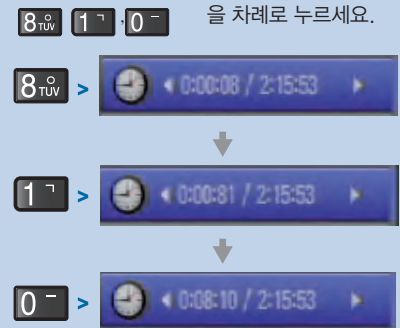 8 ㅇ TUV 1 ㄱ , 0 ㅡ 을 차례로 누르세요.
8 ㅇ TUV > 0:00:08 / 2:15:53
1 ㄱ > 0:00:81 / 2:15:53
0 ㅡ > 0:08:10 / 2:15:53